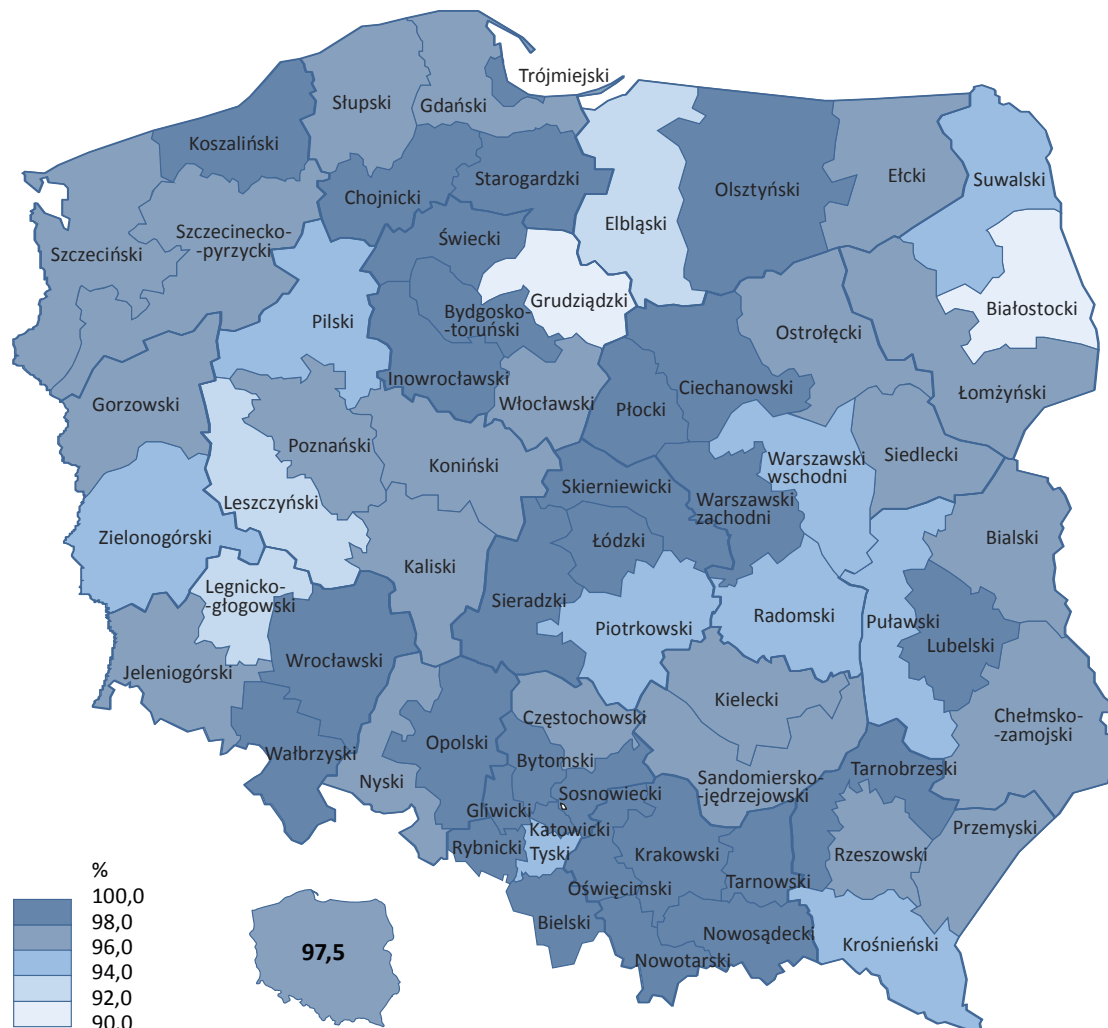 Trójmiejski
Słupski
Gdański
Koszaliński
Starogardzki
Chojnicki
Olsztyński
Ełcki
Suwalski
Elbląski
Szczecinecko-
-pyrzycki
Szczeciński
Świecki
Grudziądzki
Białostocki
Bydgosko-
-toruński
Pilski
Ostrołęcki
Inowrocławski
Ciechanowski
Łomżyński
Gorzowski
Włocławski
Płocki
Poznański
Koniński
Warszawski
wschodni
Siedlecki
Skierniewicki
Leszczyński
Warszawski
zachodni
Zielonogórski
Łódzki
Bialski
Kaliski
Legnicko-
-głogowski
Sieradzki
Piotrkowski
Radomski
Puławski
Lubelski
Wrocławski
Jeleniogórski
Kielecki
Chełmsko-
-zamojski
Częstochowski
Opolski
Wałbrzyski
Bytomski
Tarnobrzeski
Nyski
Sandomiersko-
-jędrzejowski
Sosnowiecki
Gliwicki
Katowicki
Przemyski
Rybnicki
Tyski
Krakowski
Rzeszowski
Tarnowski
Oświęcimski
Bielski
Nowosądecki
Krośnieński
Nowotarski
%
100,0
98,0
96,0
94,0
92,0
90,0
97,5